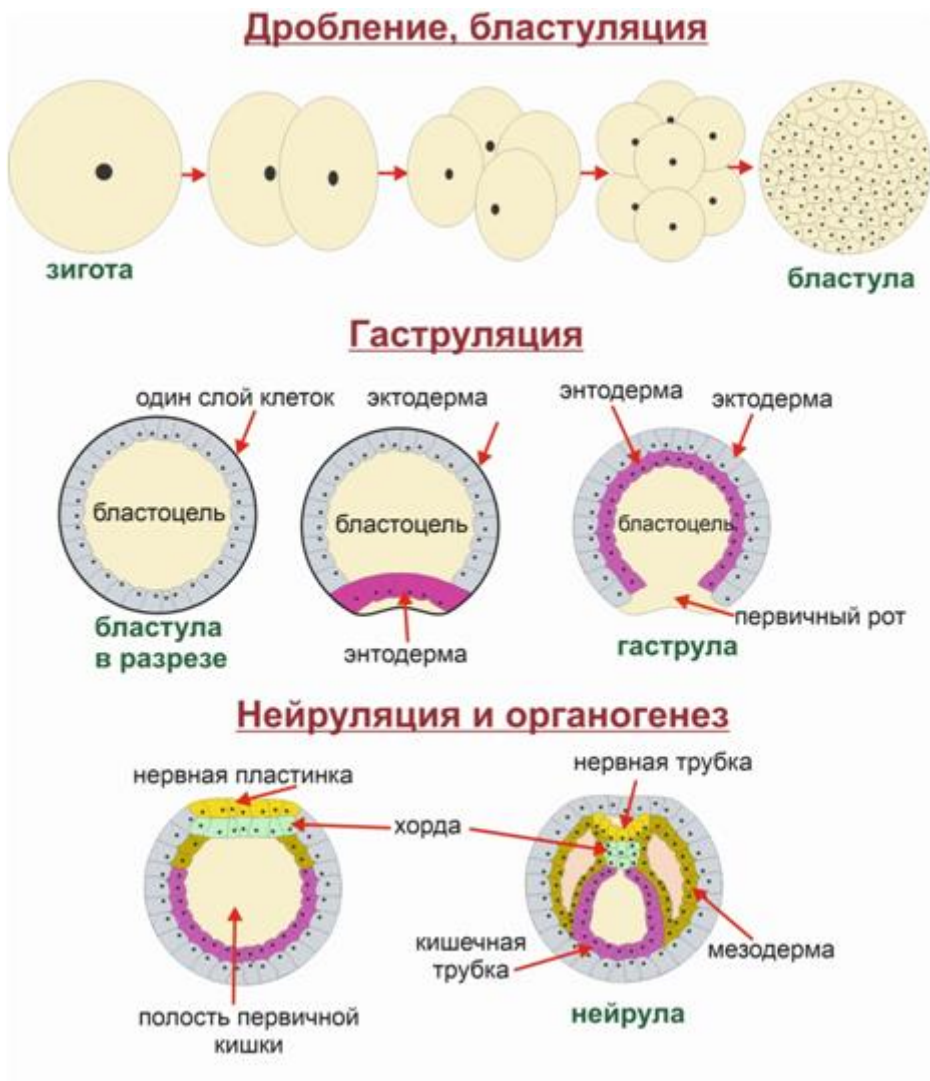 Дробление, бластуляция
зигота
бластула
Гаструляция
один слой клеток
эктодерма
энтодерма
эктодерма
бластоцель
бластоцель
бластоцель
первичный рот
бластула
в разрезе
энтодерма
гаструла
Нейруляция и органогенез
нервная пластинка
нервная трубка
хорда
кишечная
трубка
мезодерма
полость первичной
кишки
нейрула